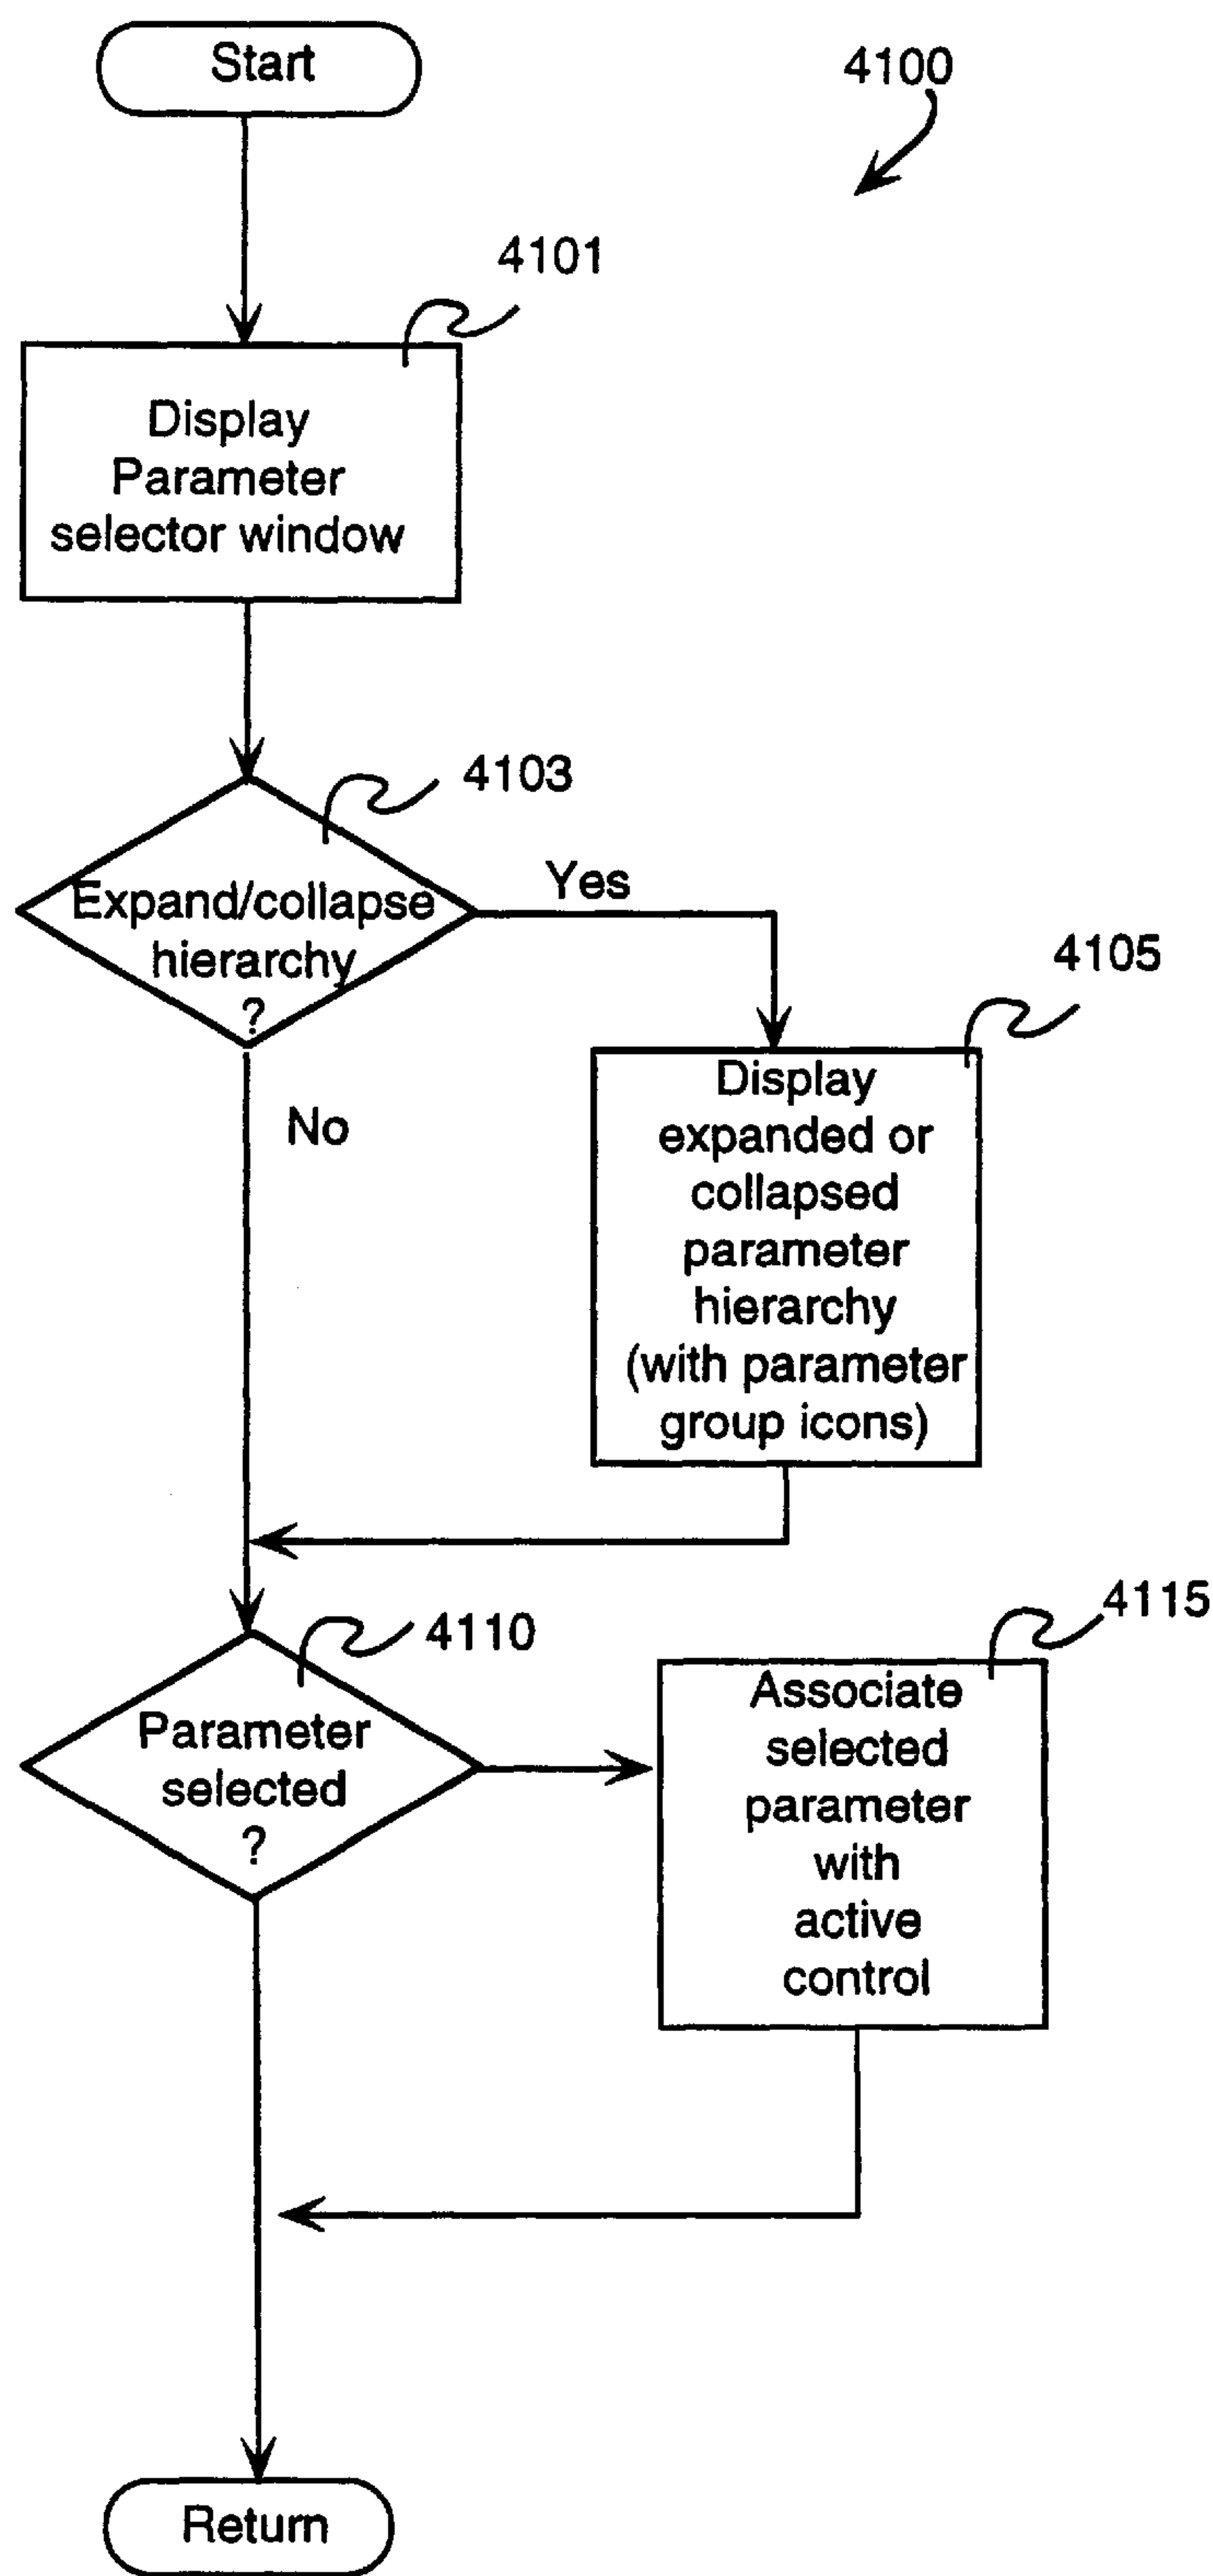 Start
4100
4101
Display
Parameter
selector window
4103
Expand/collapse
hierarchy
?
Yes
No
4105
Display
expanded or
collapsed
parameter
hierarchy
(with parameter
group icons)
4110
Parameter
selected
?
4115
Associate
selected
parameter
with
active
control
Return